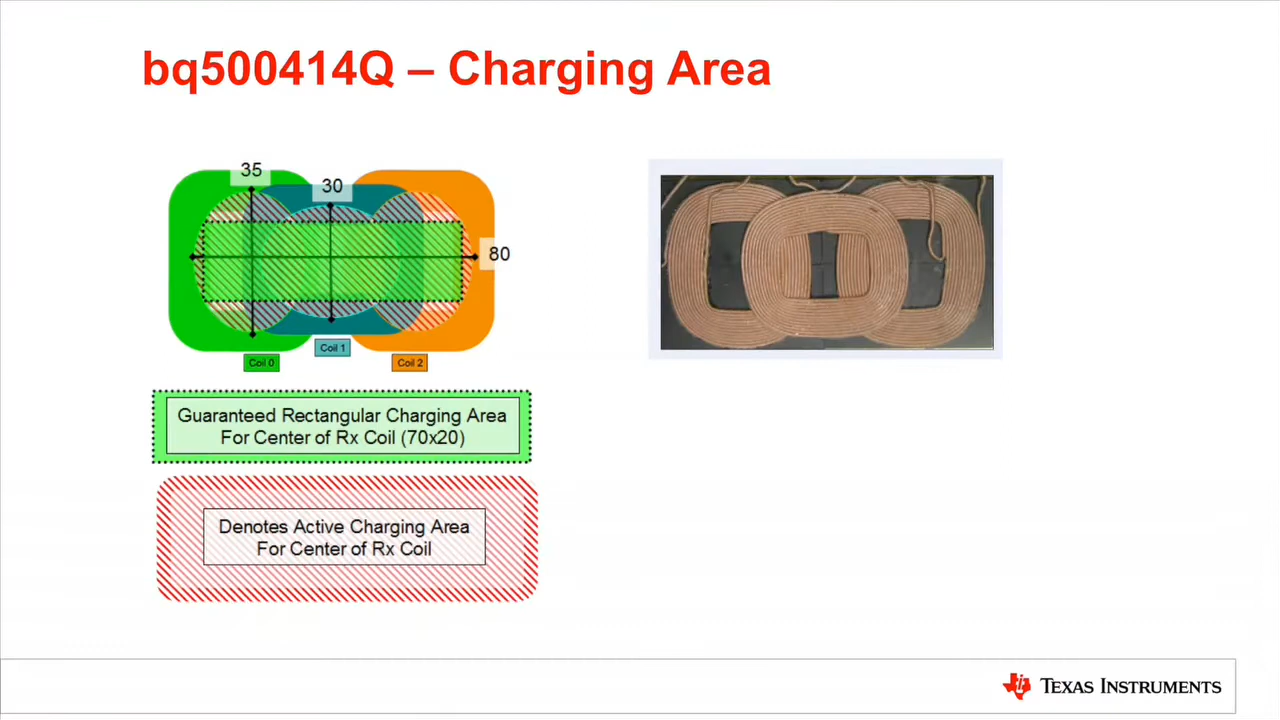 bq500414Q – Charging Area
35
30
80
Coil 0
Coil 1
Coil 2
Guaranteed Rectangular Charging Area
For Center of Rx Coil (70x20)
Denotes Active Charging Area
For Center of Rx Coil
TEXAS INSTRUMENTS